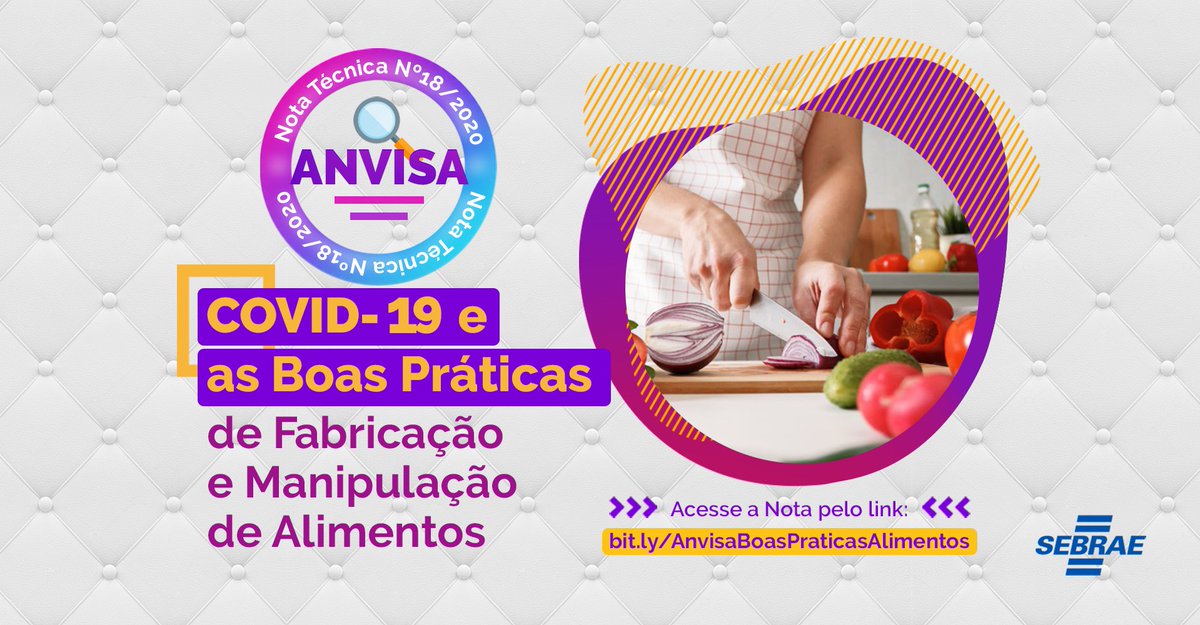 Nota Técnica Nº18/2020
ANVISA
Nota Técnica Nº18/2020
COVID-19 e
as Boas Práticas
de Fabricação
e Manipulação
de Alimentos
Acesse a Nota pelo link:
bit.ly/AnvisaBoasPraticasAlimentos
SEBRAE